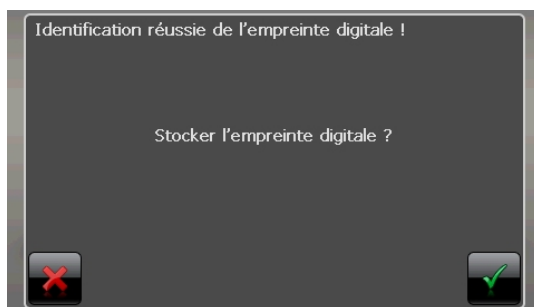 Identification réussie de l'empreinte digitale !
Stocker l'empreinte digitale ?